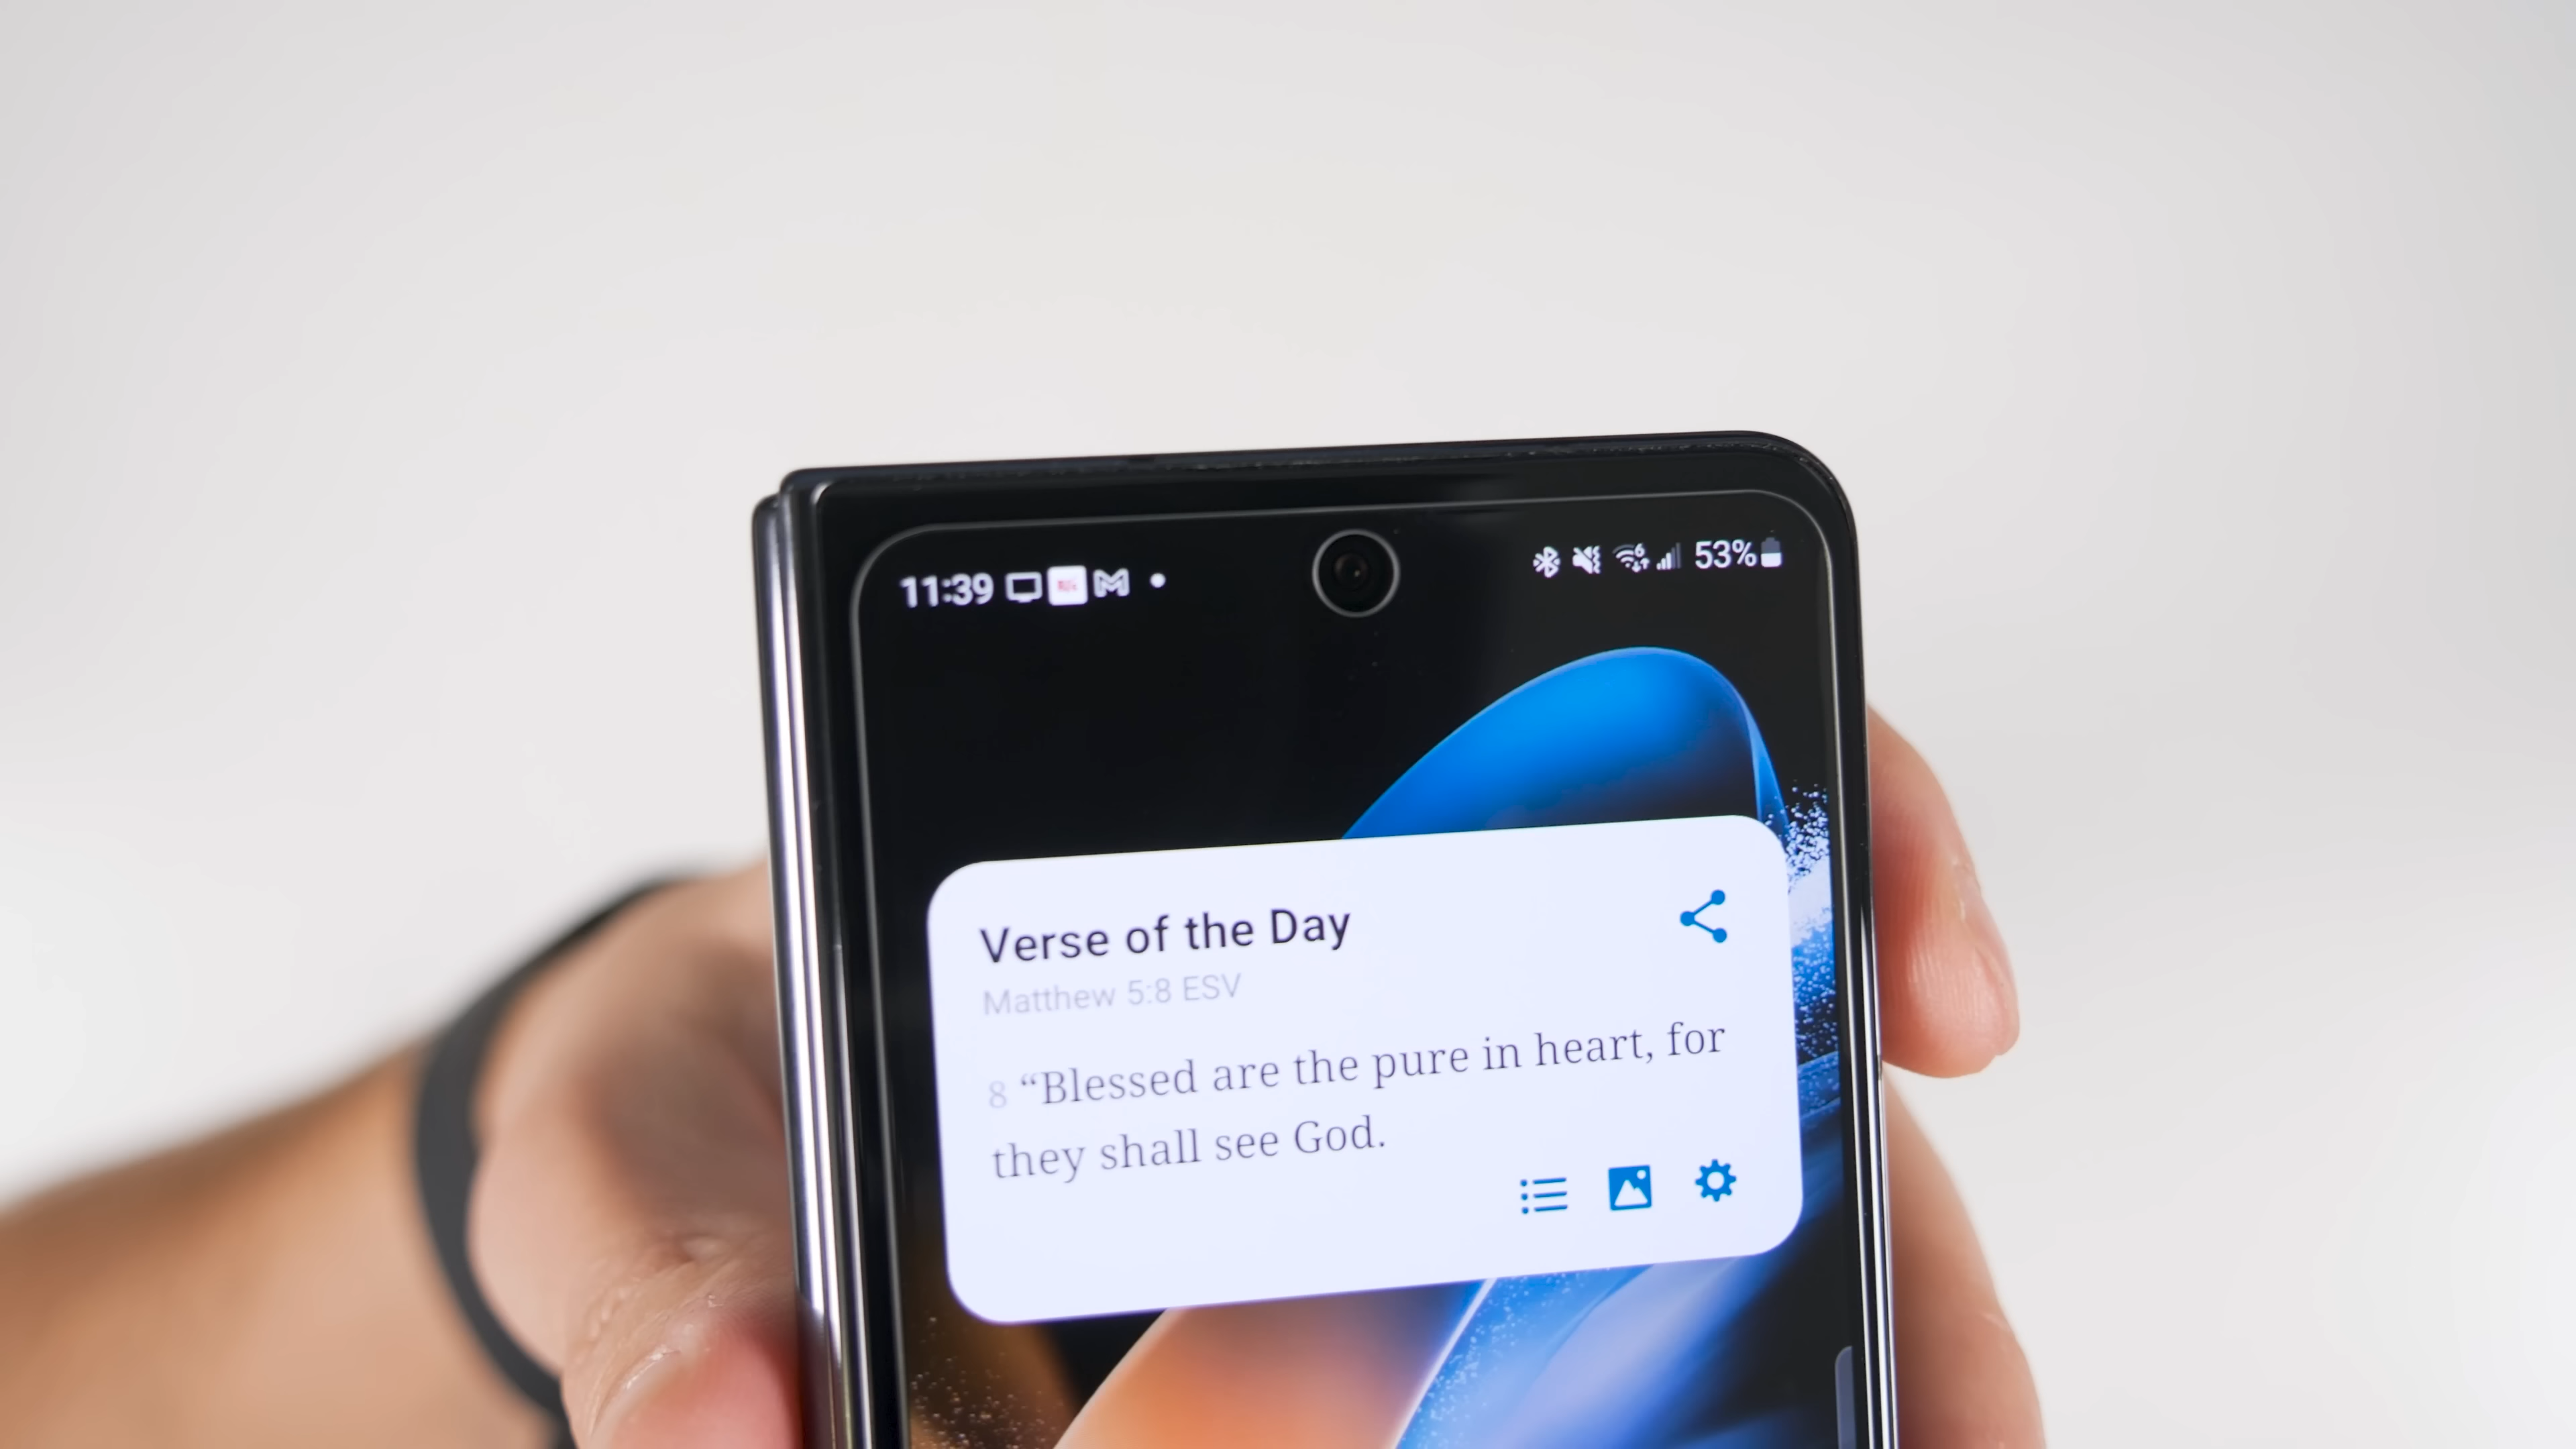 11:39
53%
Verse of the Day
Matthew 5:8 ESV
8 “Blessed are the pure in heart, for
they shall see God.